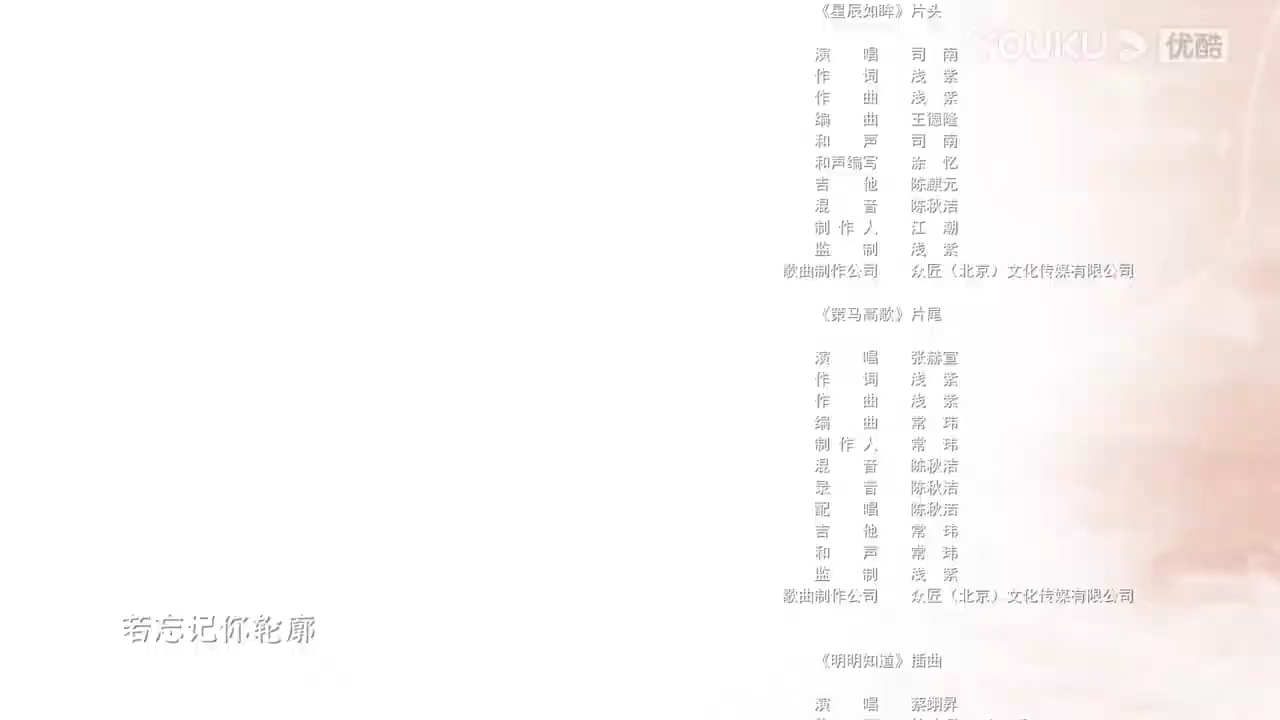 《星辰如眸》片头
YOUKU 优酷
演唱 司南
作词 浅紫
作曲 浅紫
编曲 王德隆
和声 司南
和声编写 涂忆
吉他 陈麒元
混音 陈秋洁
制作人 江潮
监制 浅紫
歌曲制作公司 众匠（北京）文化传媒有限公司
《策马高歌》片尾
演唱 张赫宣
作词 浅紫
作曲 浅紫
编曲 常玮
制作人 常玮
混音 陈秋洁
录音 陈秋洁
配唱 陈秋洁
吉他 常玮
和声 常玮
监制 浅紫
歌曲制作公司 众匠（北京）文化传媒有限公司
若忘记你轮廓
《明明知道》插曲
演唱 蔡翊昇